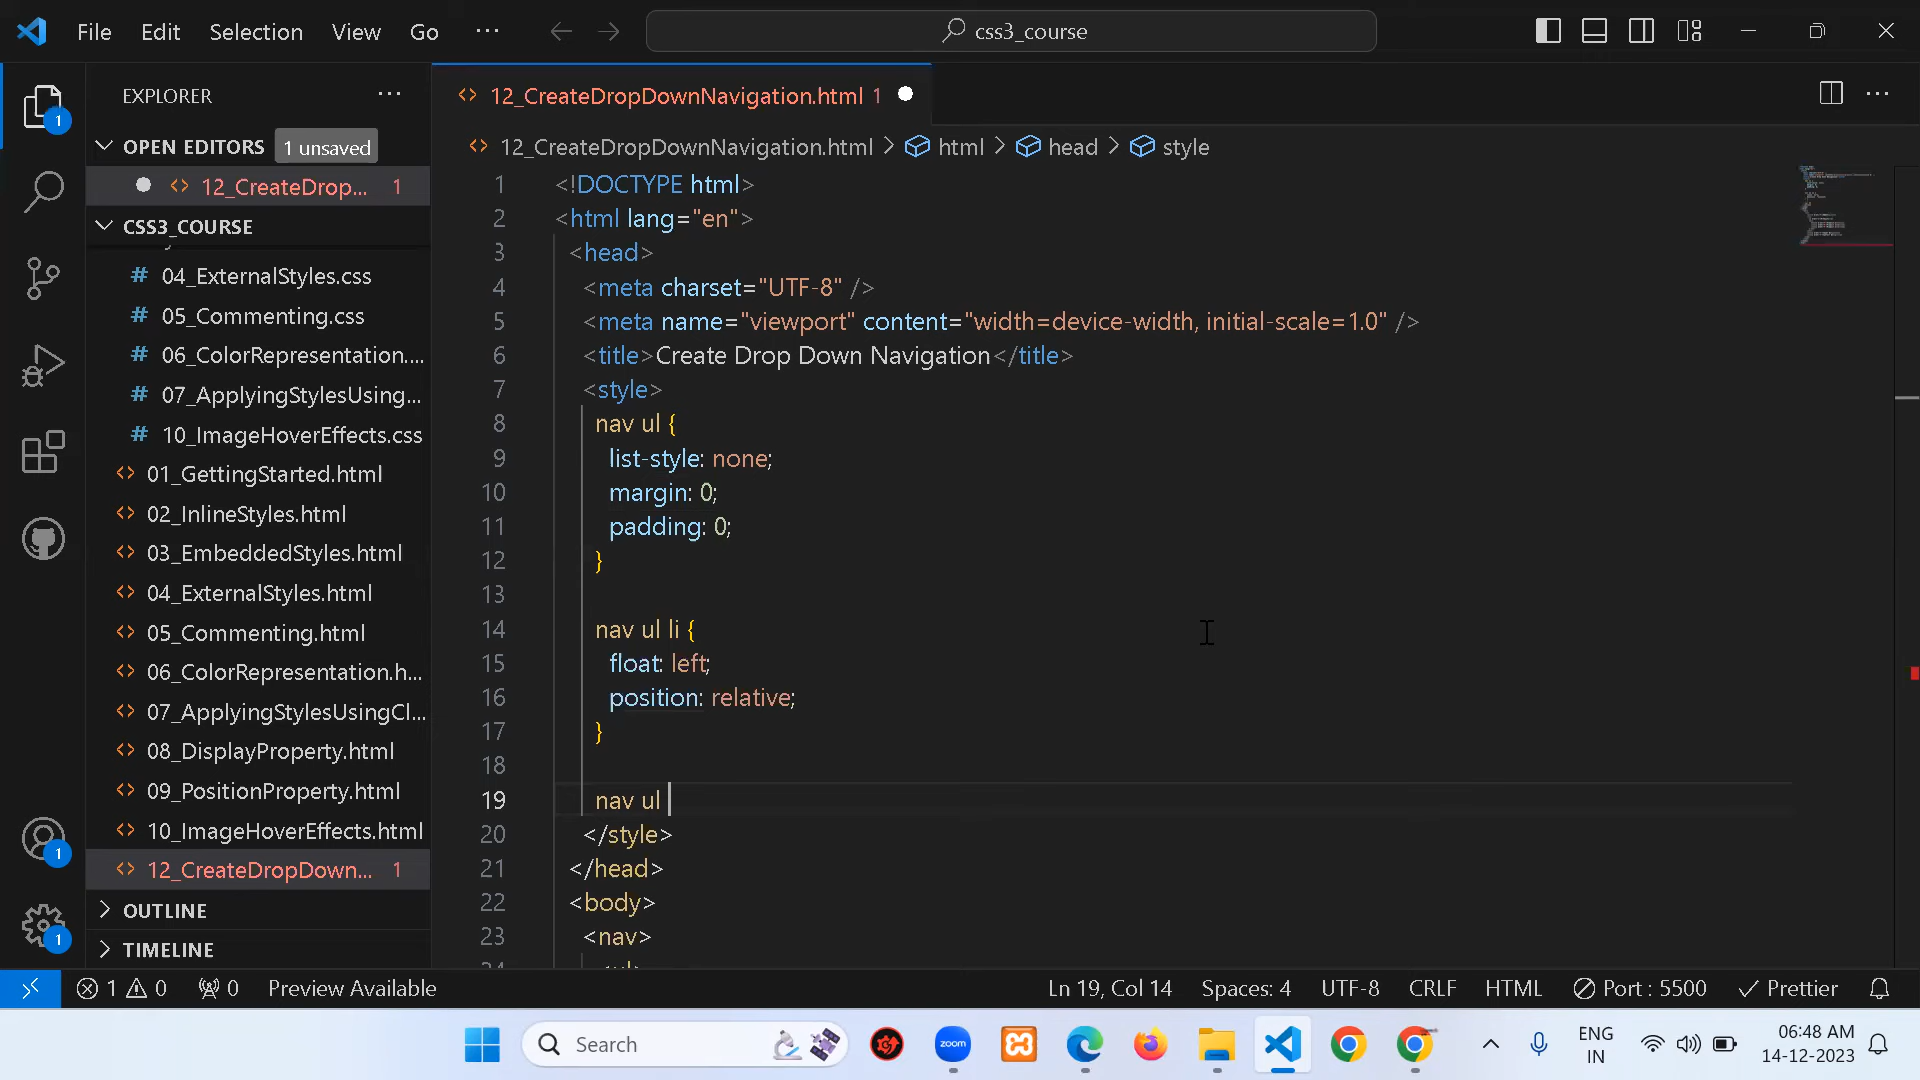 File Edit Selection View Go ··· css3_course
EXPLORER ···
OPEN EDITORS 1 unsaved
12_CreateDrop... 1
CSS3_COURSE
04_ExternalStyles.css
05_Commenting.css
06_ColorRepresentation....
07_ApplyingStylesUsing...
10_ImageHoverEffects.css
01_GettingStarted.html
02_InlineStyles.html
03_EmbeddedStyles.html
04_ExternalStyles.html
05_Commenting.html
06_ColorRepresentation.h...
07_ApplyingStylesUsingCl...
08_DisplayProperty.html
09_PositionProperty.html
10_ImageHoverEffects.html
12_CreateDropDown... 1
OUTLINE
TIMELINE
12_CreateDropDownNavigation.html 1
12_CreateDropDownNavigation.html > html > head > style
1 <!DOCTYPE html>
2 <html lang="en">
3 <head>
4 <meta charset="UTF-8" />
5 <meta name="viewport" content="width=device-width, initial-scale=1.0" />
6 <title>Create Drop Down Navigation</title>
7 <style>
8 nav ul {
9 list-style: none;
10 margin: 0;
11 padding: 0;
12 }
13
14 nav ul li {
15 float: left;
16 position: relative;
17 }
18
19 nav ul
20 </style>
21 </head>
22 <body>
23 <nav>
1 0 0 Preview Available Ln 19, Col 14 Spaces: 4 UTF-8 CRLF HTML Port : 5500 Prettier
Search zoom ENG IN 06:48 AM 14-12-2023